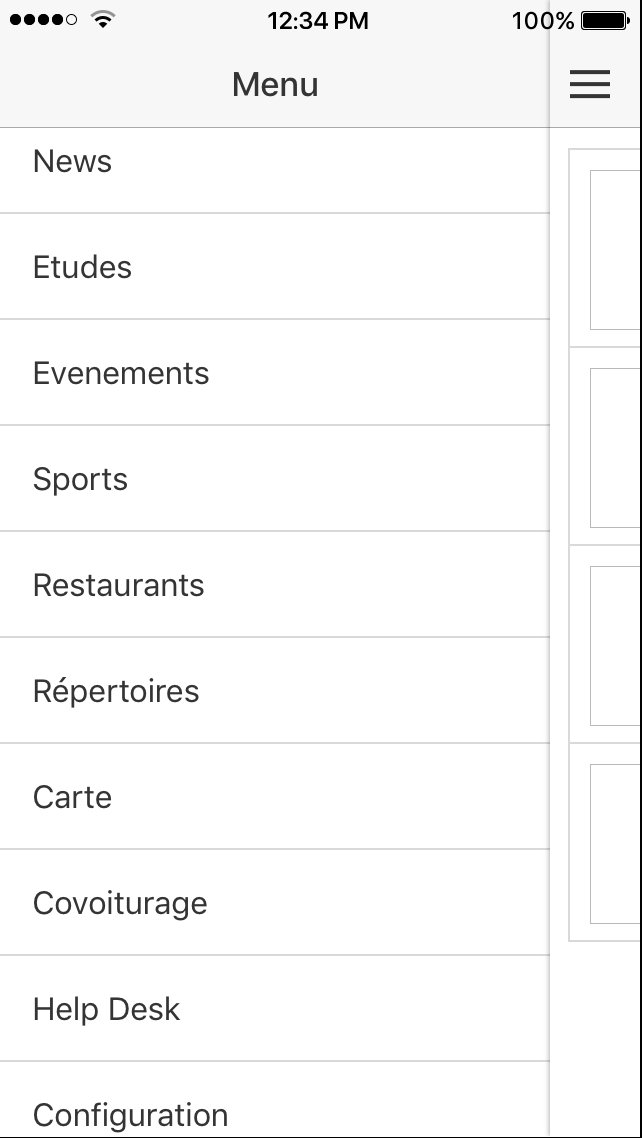 12:34 PM 100%
Menu
News
Etudes
Evenements
Sports
Restaurants
Répertoires
Carte
Covoiturage
Help Desk
Configuration